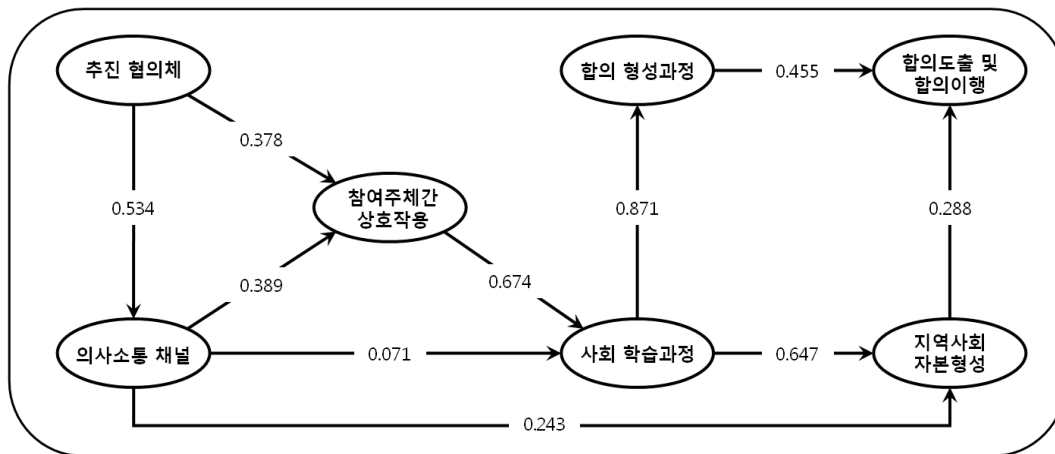 추진 협의체
합의 형성과정
0.455
합의도출 및
합의이행
0.378
0.534
참여주체간
상호작용
0.871
0.288
0.389
0.674
의사소통 채널
0.071
사회 학습과정
0.647
지역사회
자본형성
0.243